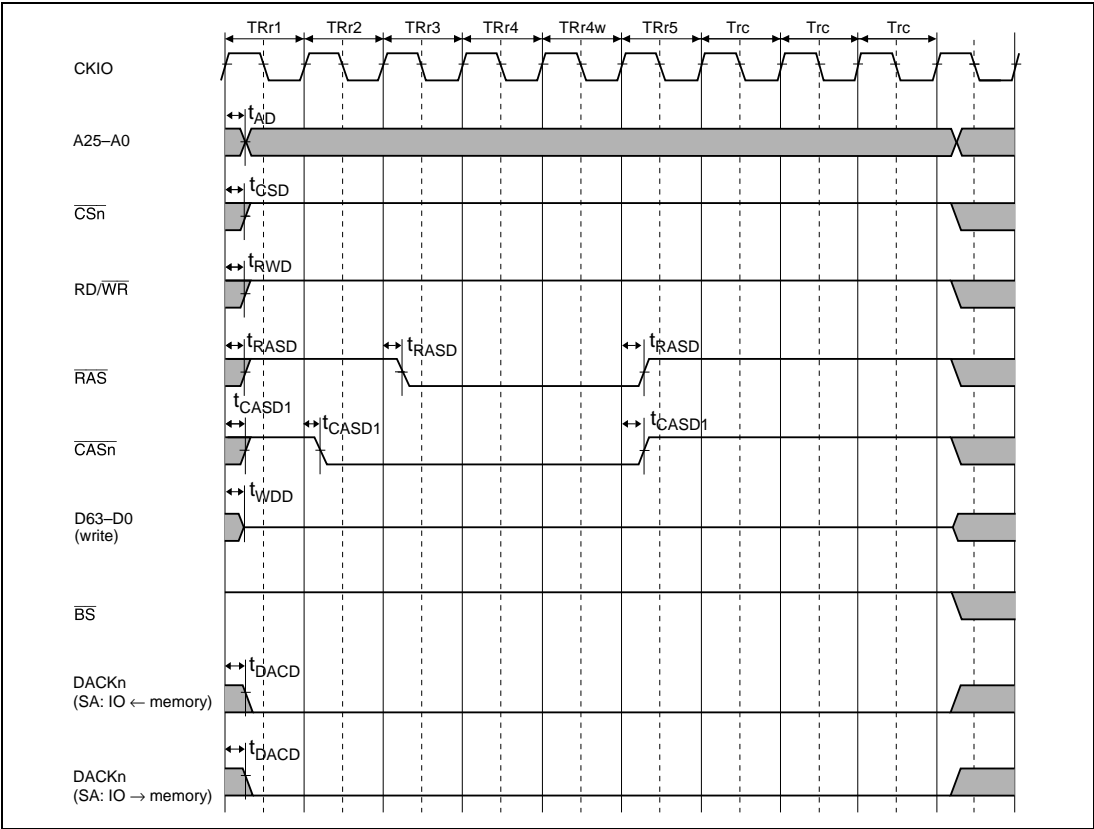 TRr1 TRr2 TRr3 TRr4 TRr4w TRr5 Trc Trc Trc
CKIO
tAD
A25–A0
tCSD
CSn
tRWD
RD/WR
tRASD tRASD tRASD
RAS
tCASD1 tCASD1 tCASD1
CASn
tWDD
D63–D0
(write)
BS
tDACD
DACKn
(SA: IO ← memory)
tDACD
DACKn
(SA: IO → memory)